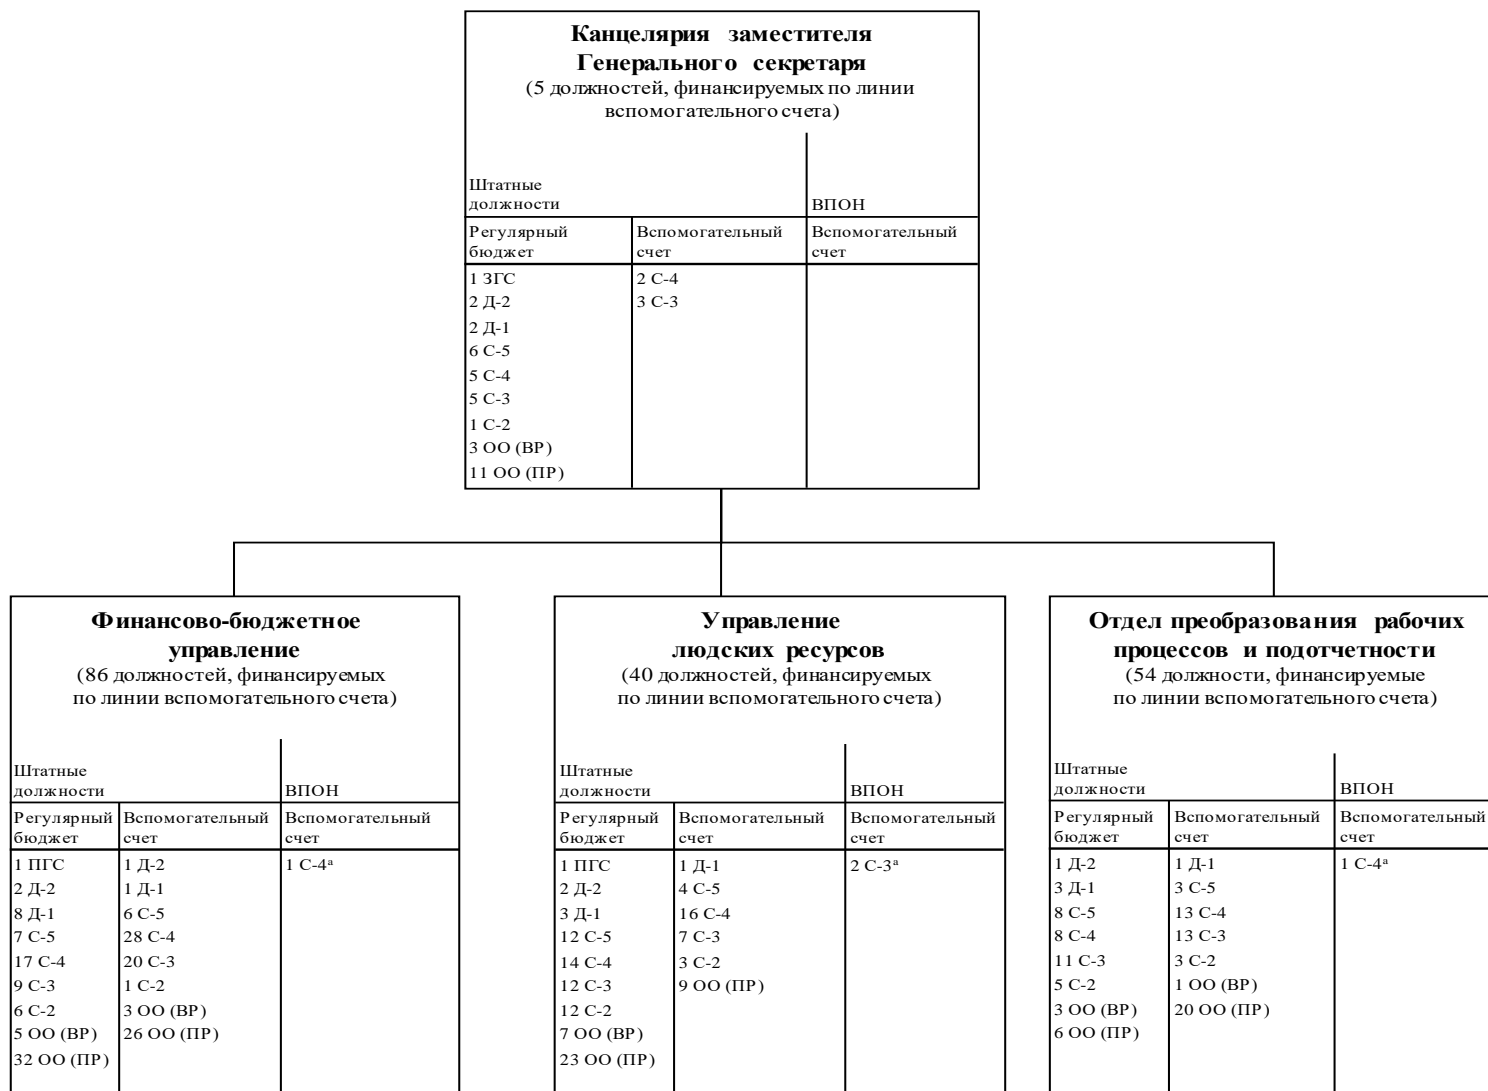 Канцелярия заместителя
Генерального секретаря
(5 должностей, финансируемых по линии
вспомогательного счета)
Штатные
должности
ВПОН
Регулярный
бюджет
Вспомогательный
счет
Вспомогательный
счет
1 ЗГС
2 Д-2
2 Д-1
6 С-5
5 С-4
5 С-3
1 С-2
3 ОО (ВР)
11 ОО (ПР)
2 С-4
3 С-3
Финансово-бюджетное
управление
(86 должностей, финансируемых
по линии вспомогательного счета)
Штатные
должности
ВПОН
Регулярный
бюджет
Вспомогательный
счет
Вспомогательный
счет
1 ПГС
2 Д-2
8 Д-1
7 С-5
17 С-4
9 С-3
6 С-2
5 ОО (ВР)
32 ОО (ПР)
1 Д-2
1 Д-1
6 С-5
28 С-4
20 С-3
1 С-2
3 ОО (ВР)
26 ОО (ПР)
1 С-4ᵃ
Управление
людских ресурсов
(40 должностей, финансируемых
по линии вспомогательного счета)
Штатные
должности
ВПОН
Регулярный
бюджет
Вспомогательный
счет
Вспомогательный
счет
1 ПГС
2 Д-2
3 Д-1
12 С-5
14 С-4
12 С-3
12 С-2
7 ОО (ВР)
23 ОО (ПР)
1 Д-1
4 С-5
16 С-4
7 С-3
3 С-2
9 ОО (ПР)
2 С-3ᵃ
Отдел преобразования рабочих
процессов и подотчетности
(54 должности, финансируемые
по линии вспомогательного счета)
Штатные
должности
ВПОН
Регулярный
бюджет
Вспомогательный
счет
Вспомогательный
счет
1 Д-2
3 Д-1
8 С-5
8 С-4
11 С-3
5 С-2
3 ОО (ВР)
6 ОО (ПР)
1 Д-1
3 С-5
13 С-4
13 С-3
3 С-2
1 ОО (ВР)
20 ОО (ПР)
1 С-4ᵃ